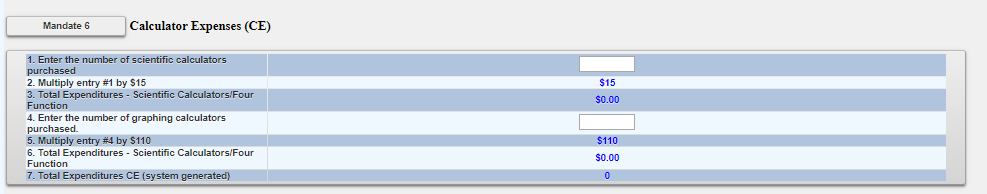 Mandate 6
Calculator Expenses (CE)
1. Enter the number of scientific calculators
purchased
2. Multiply entry #1 by $15
$15
3. Total Expenditures - Scientific Calculators/Four
Function
$0.00
4. Enter the number of graphing calculators
purchased.
5. Multiply entry #4 by $110
$110
6. Total Expenditures - Scientific Calculators/Four
Function
$0.00
7. Total Expenditures CE (system generated)
0